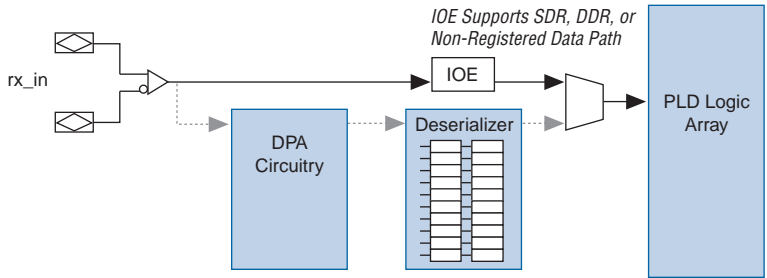 IOE Supports SDR, DDR, or
Non-Registered Data Path
rx_in
IOE
PLD Logic
Array
DPA
Circuitry
Deserializer